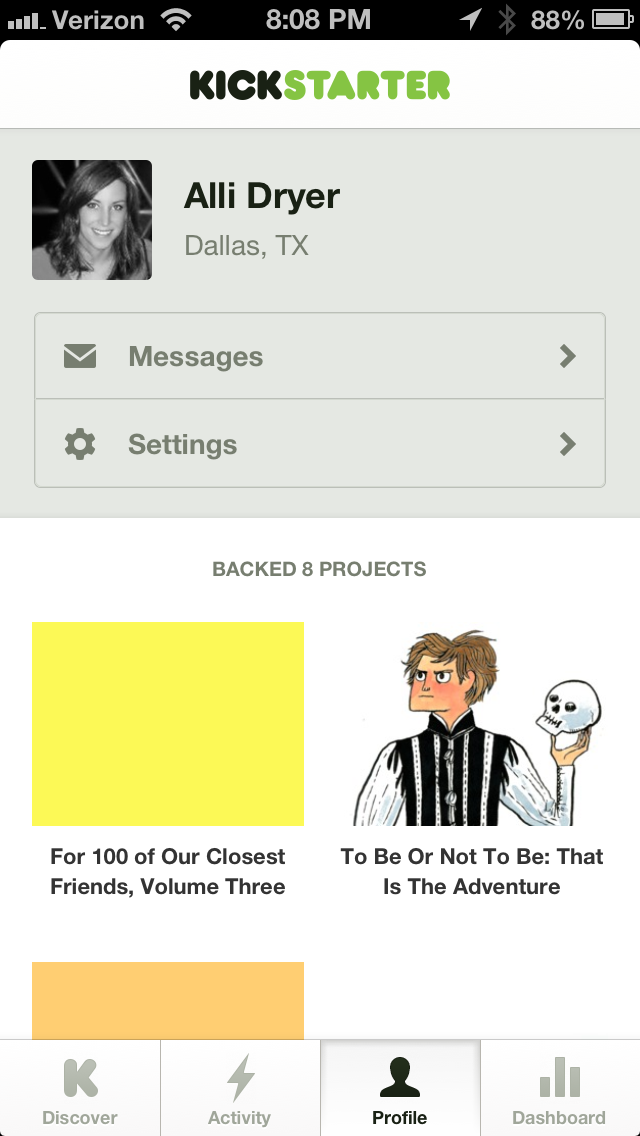 Verizon 8:08 PM 88%
KICKSTARTER
Alli Dryer
Dallas, TX
Messages
Settings
BACKED 8 PROJECTS
For 100 of Our Closest
Friends, Volume Three
To Be Or Not To Be: That
Is The Adventure
Discover Activity Profile Dashboard